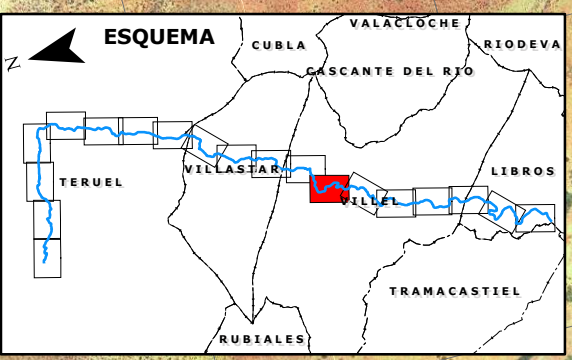 ESQUEMA
N
VALACLOCHE
CUBLA
RIODEVA
CASCANTE DEL RIO
VILLASTAR
LIBROS
TERUEL
VILLEL
TRAMACASTIEL
RUBIALES